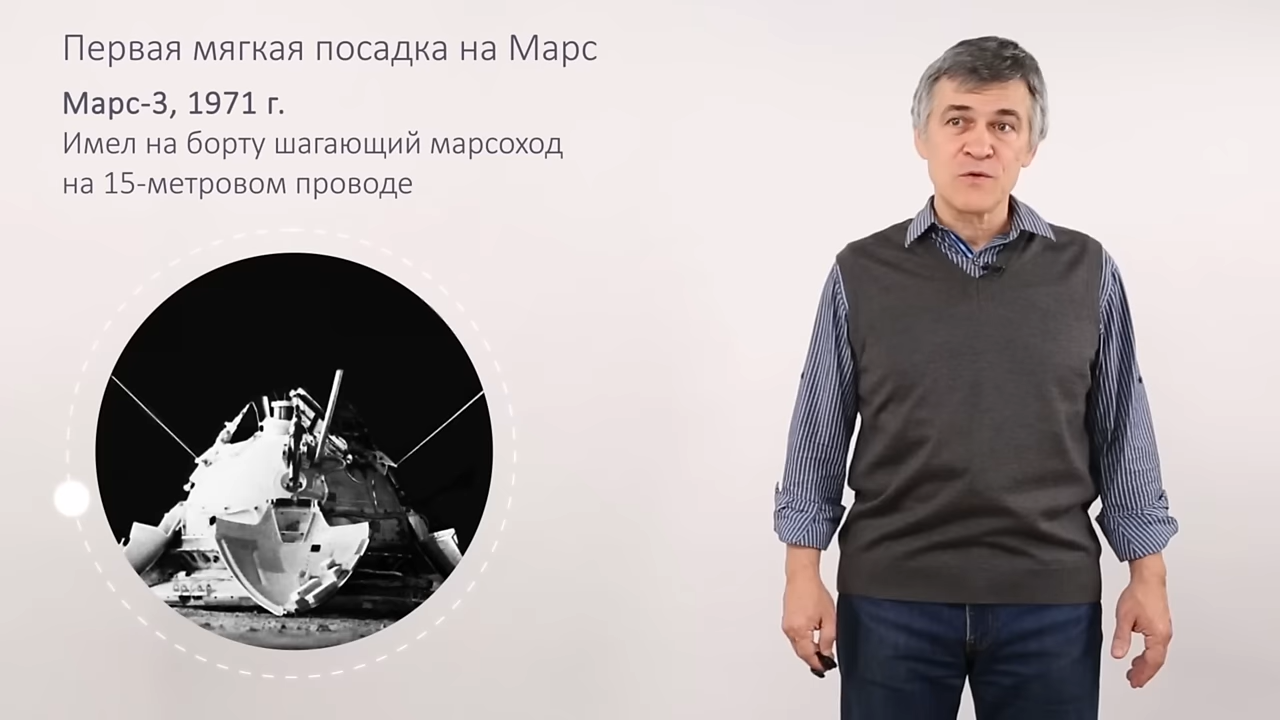 Первая мягкая посадка на Марс
Марс-3, 1971 г.
Имел на борту шагающий марсоход
на 15-метровом проводе